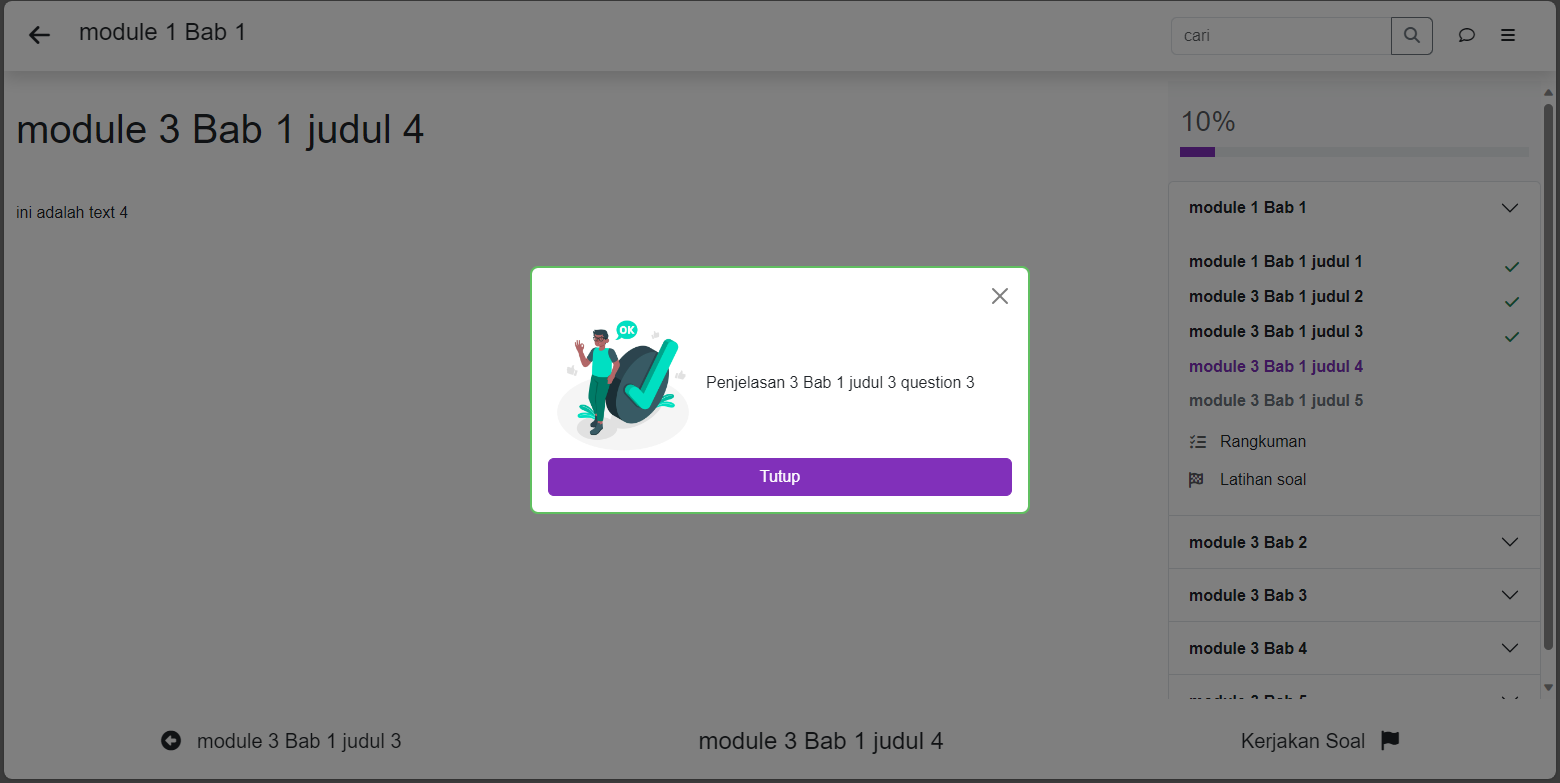 module 1 Bab 1
cari
module 3 Bab 1 judul 4
ini adalah text 4
10%
module 1 Bab 1
module 1 Bab 1 judul 1
module 3 Bab 1 judul 2
module 3 Bab 1 judul 3
module 3 Bab 1 judul 4
module 3 Bab 1 judul 5
Rangkuman
Latihan soal
module 3 Bab 2
module 3 Bab 3
module 3 Bab 4
module 3 Bab 5
OK
Penjelasan 3 Bab 1 judul 3 question 3
Tutup
module 3 Bab 1 judul 3
module 3 Bab 1 judul 4
Kerjakan Soal